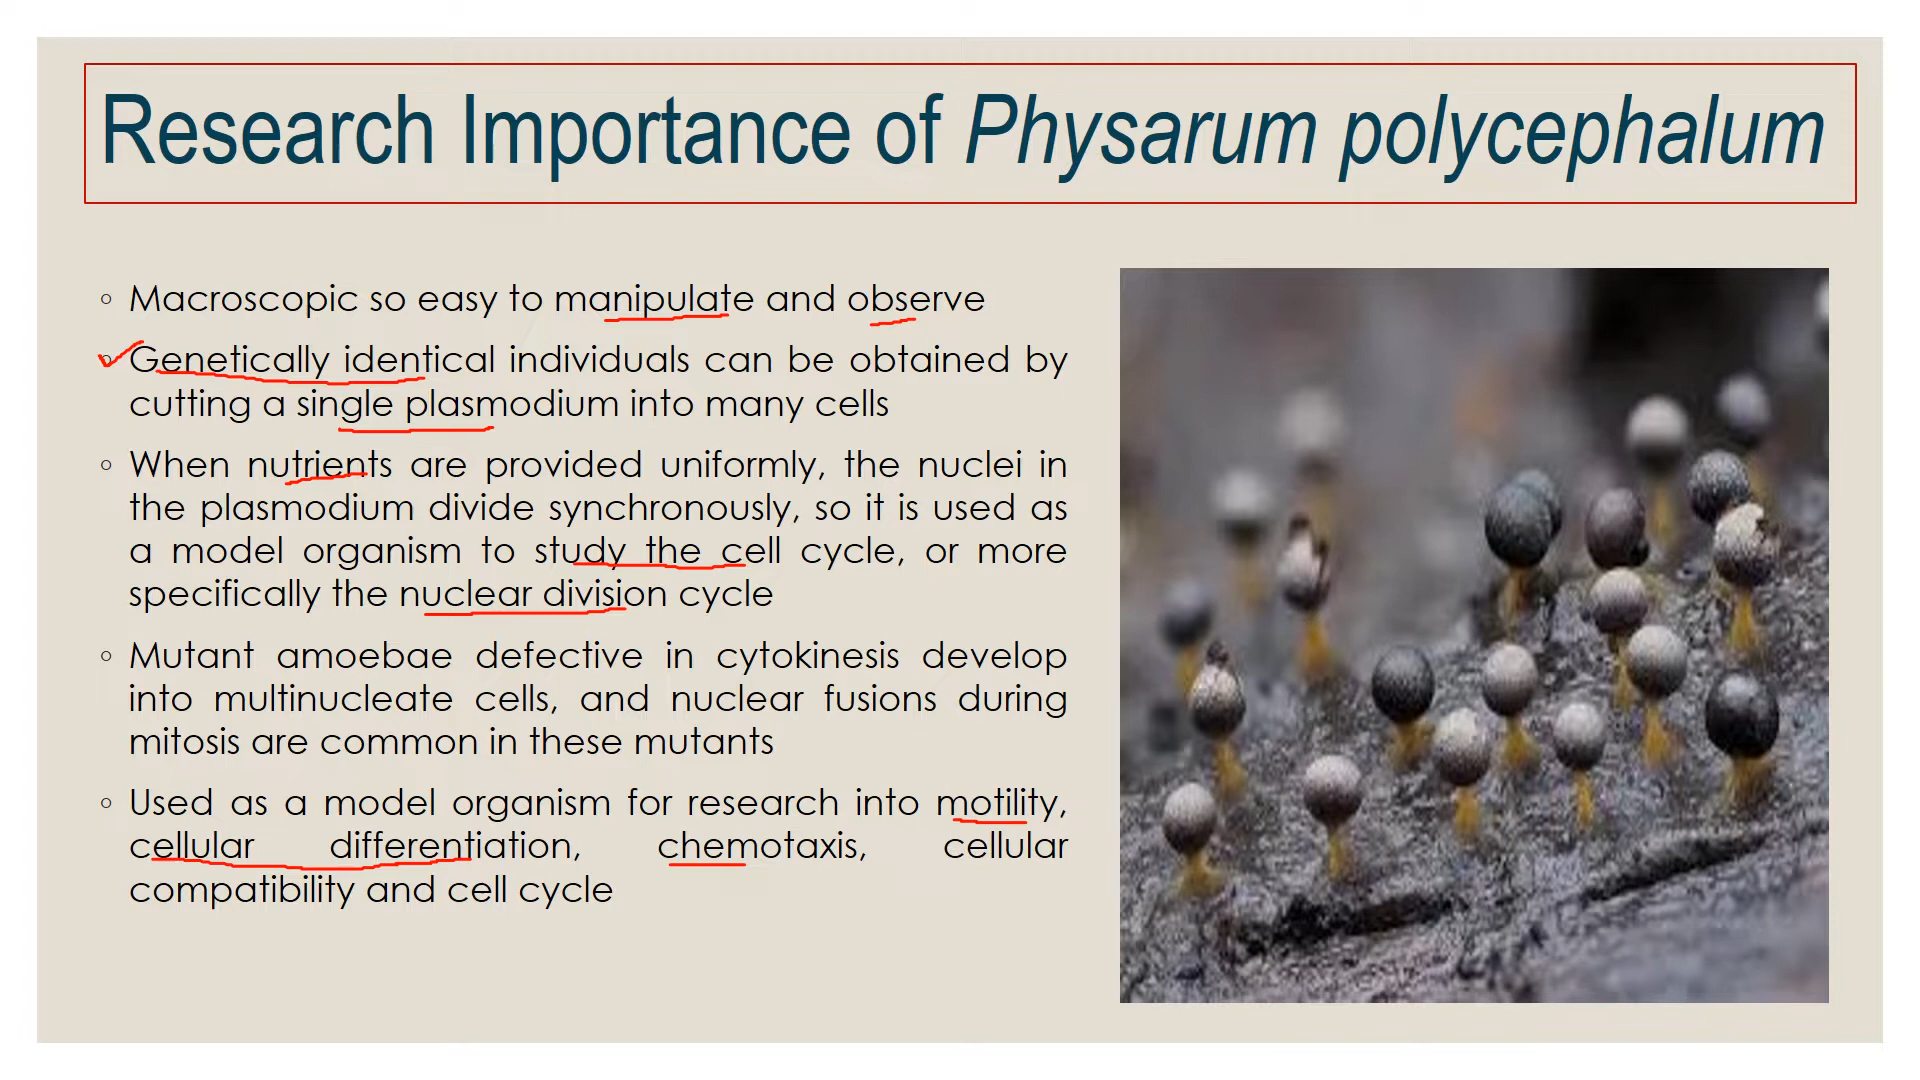 Research Importance of Physarum polycephalum
Macroscopic so easy to manipulate and observe
Genetically identical individuals can be obtained by
cutting a single plasmodium into many cells
When nutrients are provided uniformly, the nuclei in
the plasmodium divide synchronously, so it is used as
a model organism to study the cell cycle, or more
specifically the nuclear division cycle
Mutant amoebae defective in cytokinesis develop
into multinucleate cells, and nuclear fusions during
mitosis are common in these mutants
Used as a model organism for research into motility,
cellular differentiation, chemotaxis, cellular
compatibility and cell cycle